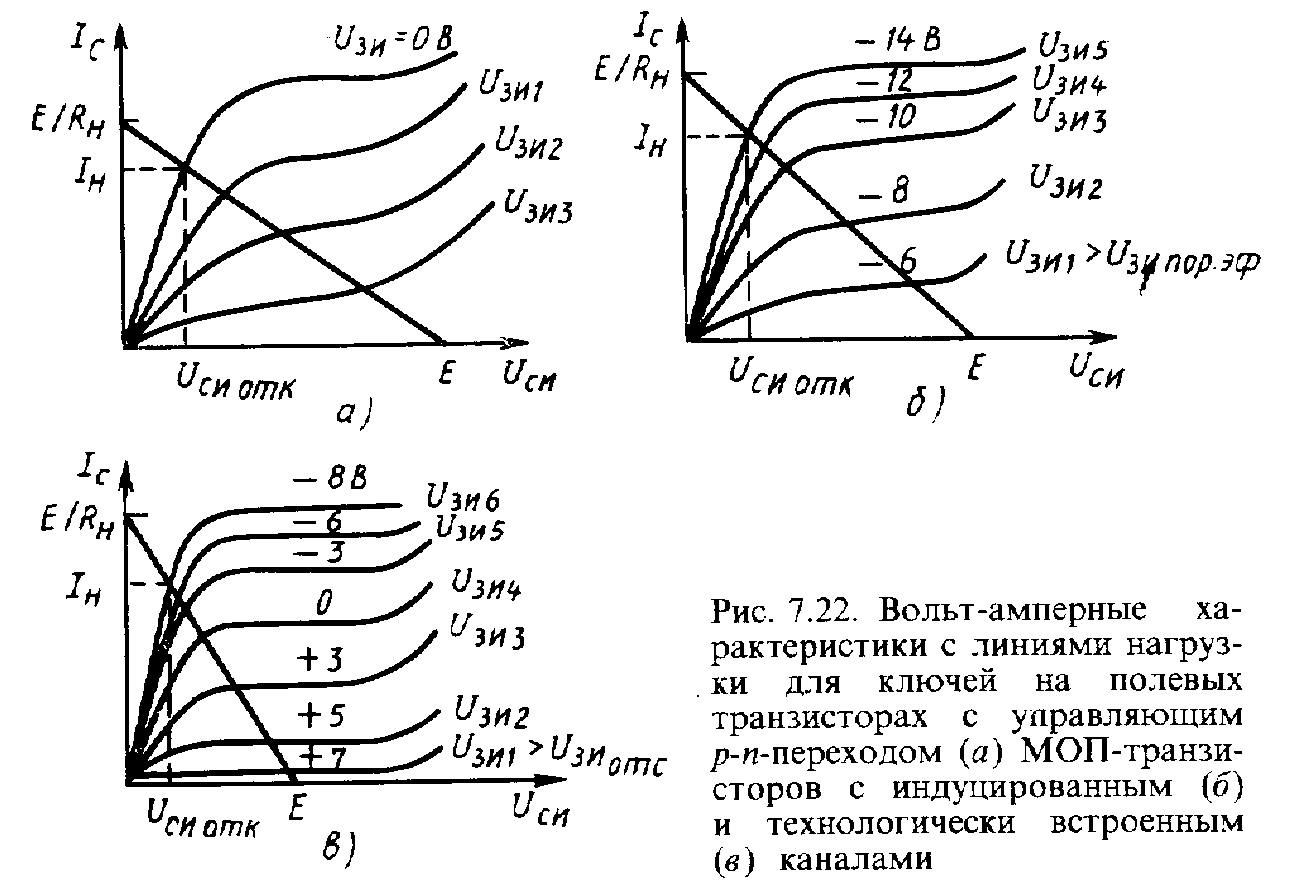 I_C
U_ЗИ=0 В
E/R_Н
U_ЗИ1
I_Н
U_ЗИ2
U_ЗИ3
U_СИ ОТК
E
U_СИ
а)
I_C
-14 В
U_ЗИ5
E/R_Н
-12
U_ЗИ4
-10
U_ЗИ3
I_Н
-8
U_ЗИ2
-6
U_ЗИ1>U_ЗИ пор.эф
U_СИ ОТК
E
U_СИ
б)
I_C
-8 В
U_ЗИ6
E/R_Н
-6
U_ЗИ5
-3
I_Н
0
U_ЗИ4
U_ЗИ3
+3
+5
U_ЗИ2
+7
U_ЗИ1>U_ЗИ отс
U_СИ ОТК
E
U_СИ
в)
Рис. 7.22. Вольт-амперные ха-
рактеристики с линиями нагруз-
ки для ключей на полевых
транзисторах с управляющим
p-n-переходом (а) МОП-транзи-
сторов с индуцированным (б)
и технологически встроенным
(в) каналами